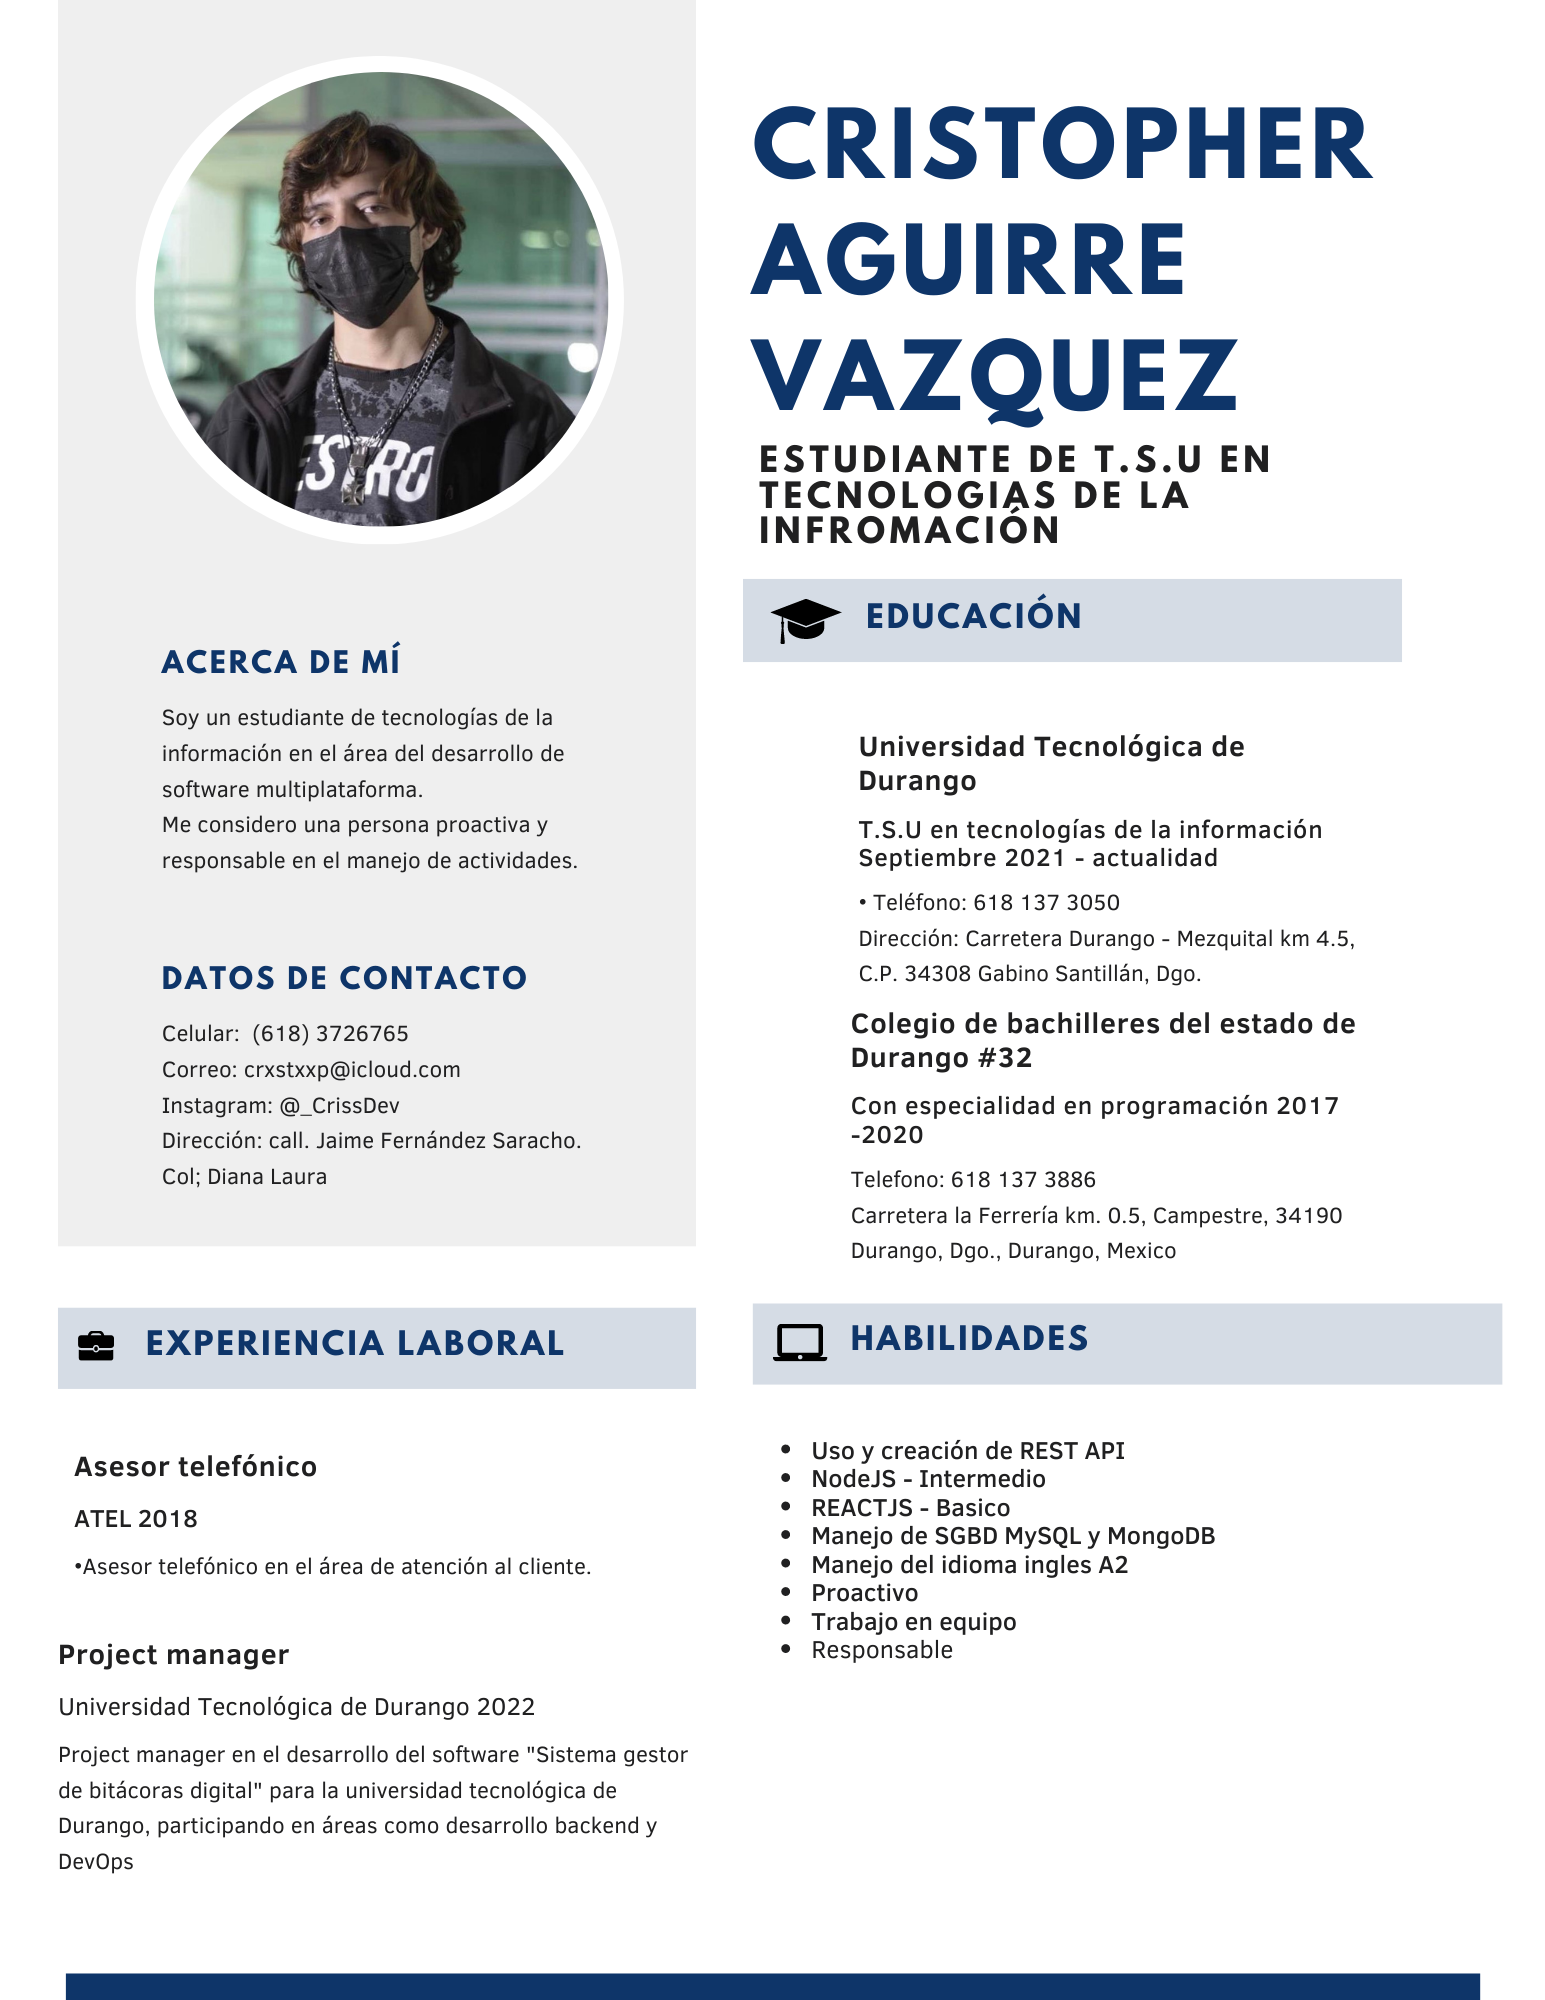 CRISTOPHER
AGUIRRE
VAZQUEZ
ESTUDIANTE DE T.S.U EN
TECNOLOGIAS DE LA
INFROMACIÓN
ESTRO
ACERCA DE MÍ
Soy un estudiante de tecnologías de la
información en el área del desarrollo de
software multiplataforma.
Me considero una persona proactiva y
responsable en el manejo de actividades.
DATOS DE CONTACTO
Celular:  (618) 3726765
Correo: crxstxxp@icloud.com
Instagram: @_CrissDev
Dirección: call. Jaime Fernández Saracho.
Col; Diana Laura
EDUCACIÓN
Universidad Tecnológica de
Durango
T.S.U en tecnologías de la información
Septiembre 2021 - actualidad
• Teléfono: 618 137 3050
Dirección: Carretera Durango - Mezquital km 4.5,
C.P. 34308 Gabino Santillán, Dgo.
Colegio de bachilleres del estado de
Durango #32
Con especialidad en programación 2017
-2020
Telefono: 618 137 3886
Carretera la Ferrería km. 0.5, Campestre, 34190
Durango, Dgo., Durango, Mexico
EXPERIENCIA LABORAL
Asesor telefónico
ATEL 2018
•Asesor telefónico en el área de atención al cliente.
Project manager
Universidad Tecnológica de Durango 2022
Project manager en el desarrollo del software "Sistema gestor
de bitácoras digital" para la universidad tecnológica de
Durango, participando en áreas como desarrollo backend y
DevOps
HABILIDADES
• Uso y creación de REST API
• NodeJS - Intermedio
• REACTJS - Basico
• Manejo de SGBD MySQL y MongoDB
• Manejo del idioma ingles A2
• Proactivo
• Trabajo en equipo
• Responsable